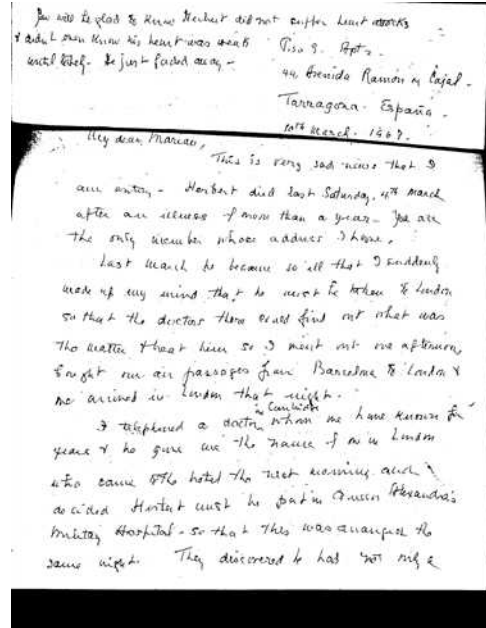 You will be glad to know Herbert did not suffer heart attacks
& didn't even know his heart was weak
until lately. He just faded away -
Piso 9. Apt 2.
44 Avenida Ramón y Cajal.
Tarragona. España.
10th March. 1967.
My dear Marian,
This is very sad news that I
am writing - Herbert died last Saturday, 4th March
after an illness of more than a year - You are
the only member whose address I have.
Last March he became so ill that I suddenly
made up my mind that he must be taken to London
so that the doctors there could find out what was
the matter & treat him so I went out one afternoon,
bought our air passages from Barcelona to London &
we arrived in London that night.
I telephoned a doctor in Cambridge whom we have known for
years & he gave me the name of one in London
who came to the hotel the next morning and
decided Herbert must be put in Queen Alexandra's
Military Hospital - so that this was arranged the
same night. They discovered he had not only a